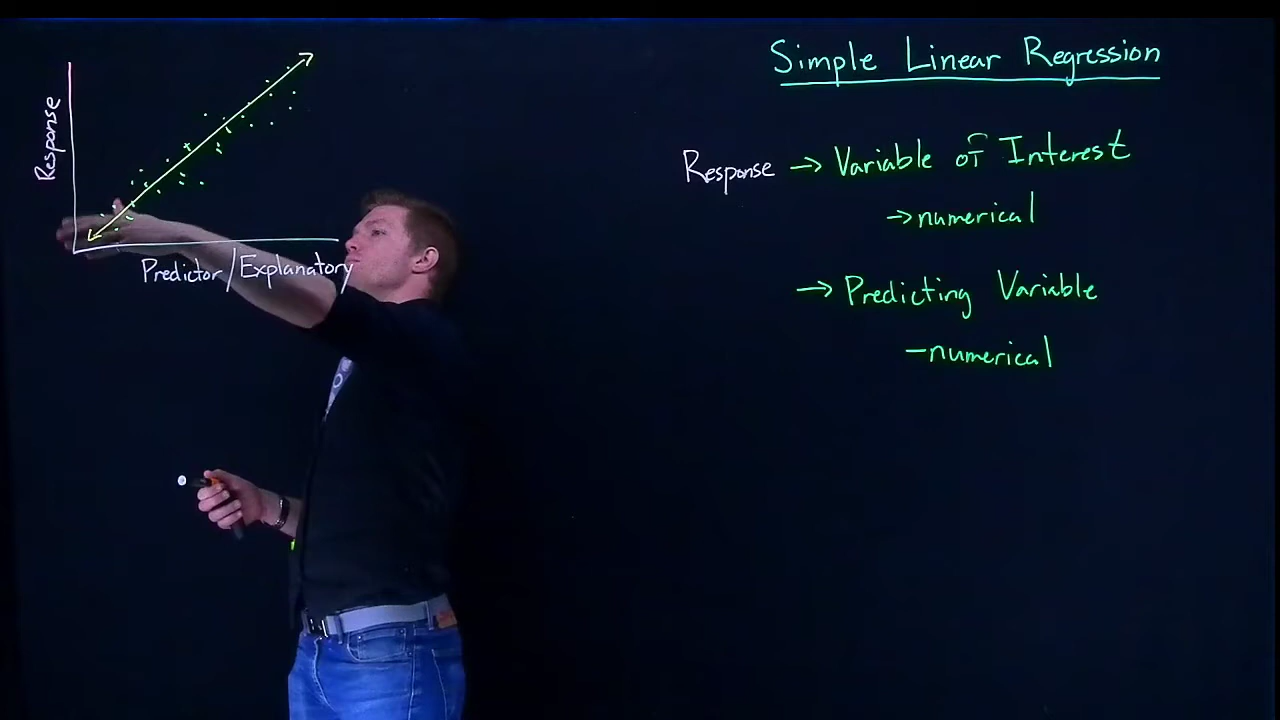 Simple Linear Regression
Response
Predictor/Explanatory
Response → Variable of Interest
→ numerical
→ Predicting Variable
- numerical